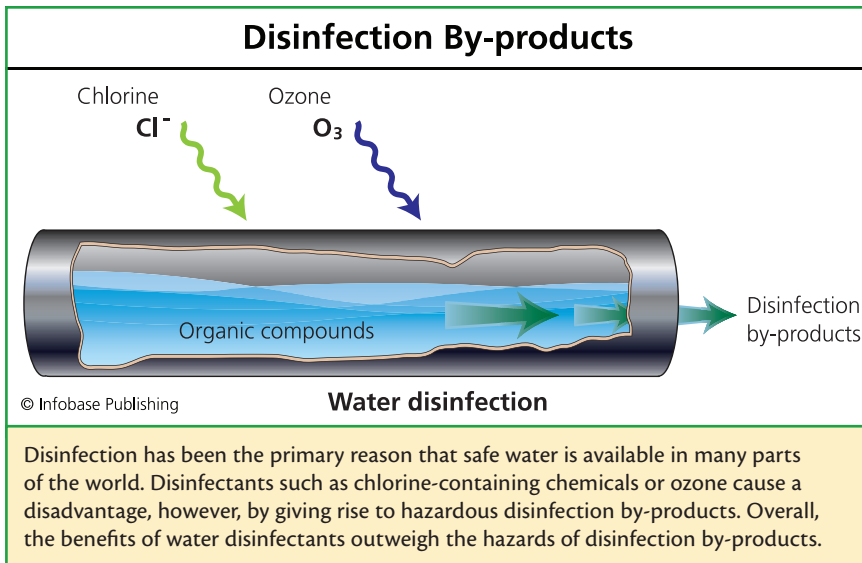 Disinfection By-products
Chlorine
Cl⁻
Ozone
O₃
Organic compounds
Disinfection
by-products
© Infobase Publishing
Water disinfection
Disinfection has been the primary reason that safe water is available in many parts
of the world. Disinfectants such as chlorine-containing chemicals or ozone cause a
disadvantage, however, by giving rise to hazardous disinfection by-products. Overall,
the benefits of water disinfectants outweigh the hazards of disinfection by-products.